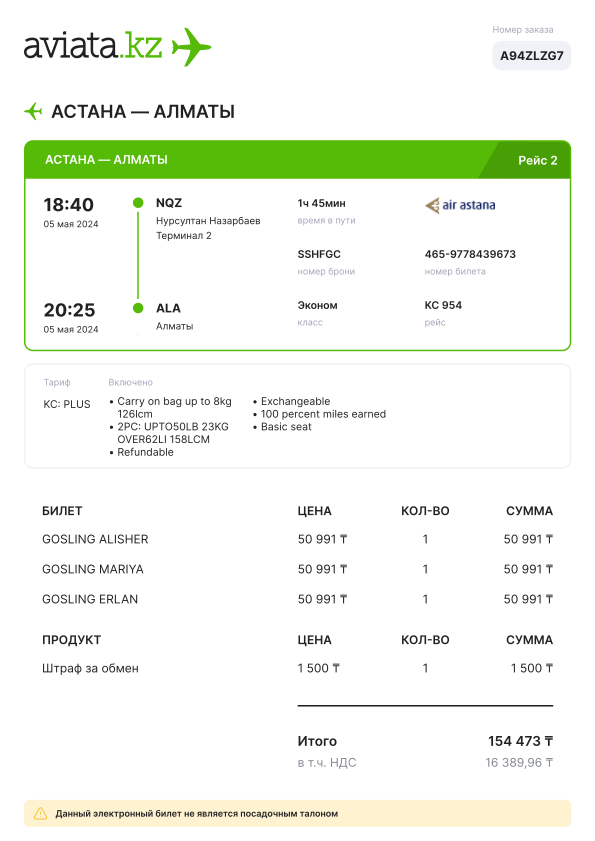 aviata.kz
Номер заказа
A94ZLZG7
АСТАНА — АЛМАТЫ
АСТАНА — АЛМАТЫ
Рейс 2
18:40
05 мая 2024
NQZ
Нурсултан Назарбаев
Терминал 2
1ч 45мин
время в пути
air astana
SSHFGC
номер брони
465-9778439673
номер билета
20:25
05 мая 2024
ALA
Алматы
Эконом
класс
KC 954
рейс
Тариф
Включено
KC: PLUS
• Carry on bag up to 8kg
126lcm
• 2PC: UPTO50LB 23KG
OVER62LI 158LCM
• Refundable
• Exchangeable
• 100 percent miles earned
• Basic seat
БИЛЕТ ЦЕНА КОЛ-ВО СУММА
GOSLING ALISHER 50 991 ₸ 1 50 991 ₸
GOSLING MARIYA 50 991 ₸ 1 50 991 ₸
GOSLING ERLAN 50 991 ₸ 1 50 991 ₸
ПРОДУКТ ЦЕНА КОЛ-ВО СУММА
Штраф за обмен 1 500 ₸ 1 1 500 ₸
Итого 154 473 ₸
в т.ч. НДС 16 389,96 ₸
Данный электронный билет не является посадочным талоном